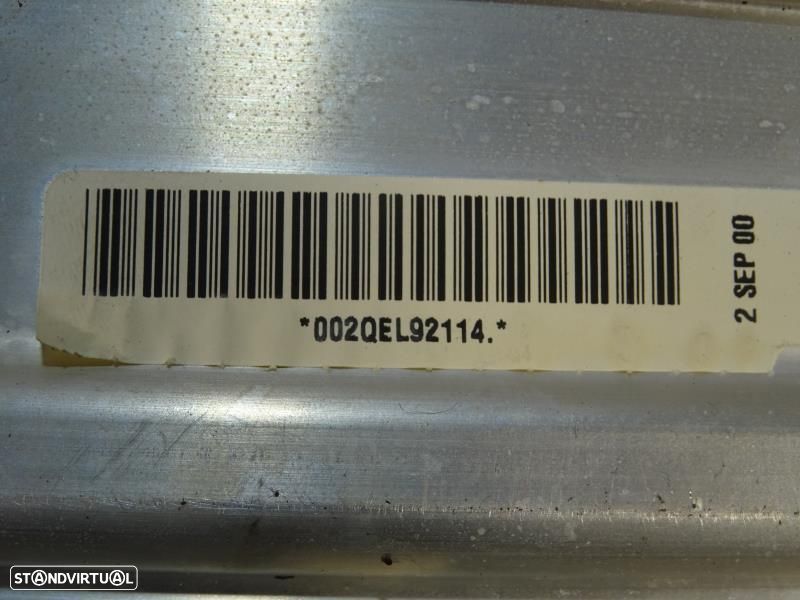 *002QEL92114.*
2 SEP 00
STANDVIRTUAL